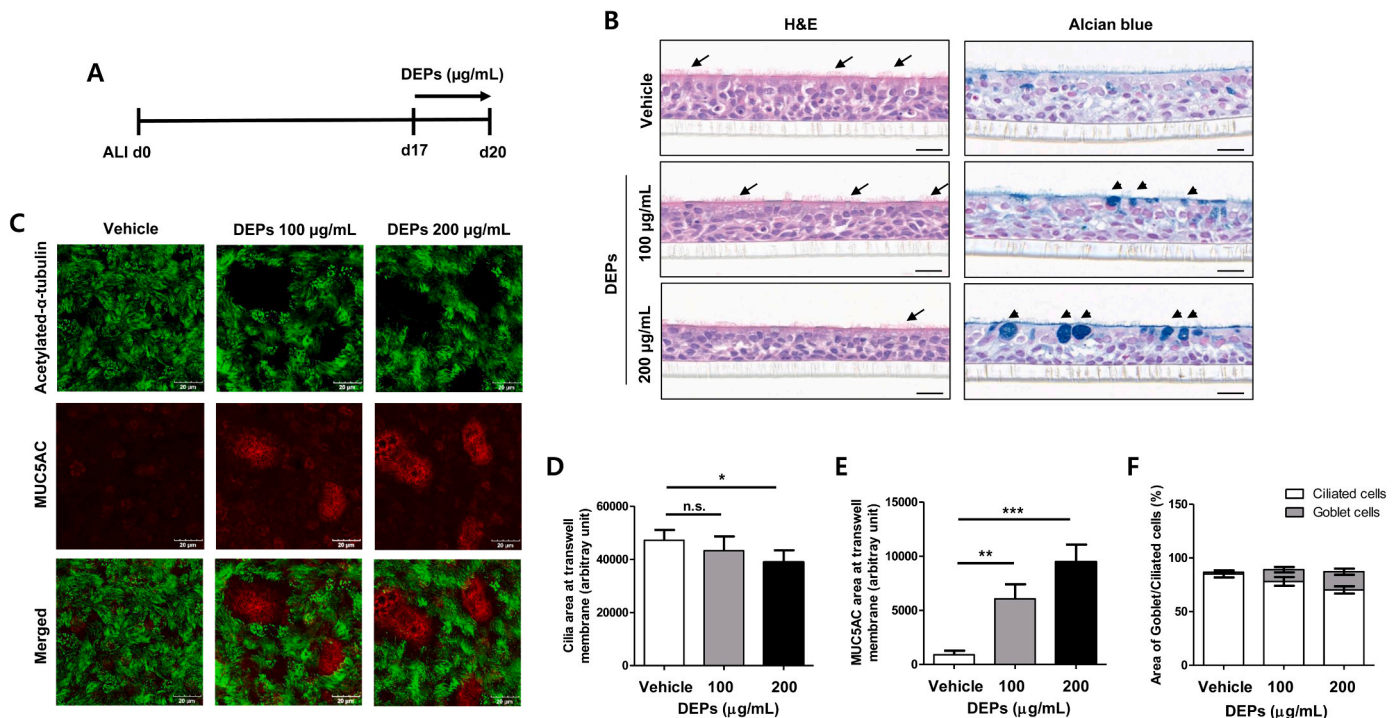 A
DEPs (μg/mL)
ALI d0
d17
d20
B
H&E
Alcian blue
Vehicle
DEPs
100 μg/mL
200 μg/mL
C
Vehicle
DEPs 100 μg/mL
DEPs 200 μg/mL
Acetylated-α-tubulin
20 μm
20 μm
20 μm
MUC5AC
20 μm
20 μm
20 μm
Merged
20 μm
20 μm
20 μm
D
Cilia area at transwell
membrane (arbitray unit)
60000
40000
20000
0
*
n.s.
Vehicle
100
200
DEPs (μg/mL)
E
MUC5AC area at transwell
membrane (arbitray unit)
15000
10000
5000
0
***
**
Vehicle
100
200
DEPs (μg/mL)
F
Area of Goblet/Ciliated cells (%)
150
100
50
0
Ciliated cells
Goblet cells
Vehicle
100
200
DEPs (μg/mL)